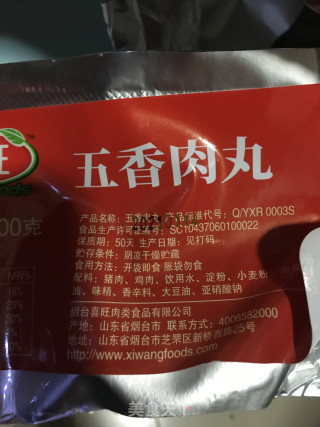 旺
TM
oods
五香肉丸
00克
产品名称:五香肉丸 产品标准代号:Q/YXR 0003S
食品生产许可证编号:SC10437060100022
保质期:50天 生产日期:见打码
贮存条件:阴凉干燥贮藏
食用方法:开袋即食 胀袋勿食
配料:猪肉、鸡肉、饮用水、淀粉、小麦粉、
油、味精、香辛料、大豆油、亚硝酸钠
烟台喜旺肉类食品有限公司
产地:山东省烟台市 联系方式:4006582000
地址:山东省烟台市芝罘区新桥西路25号
http://www.xiwangfoods.com
NRV%
美食天下